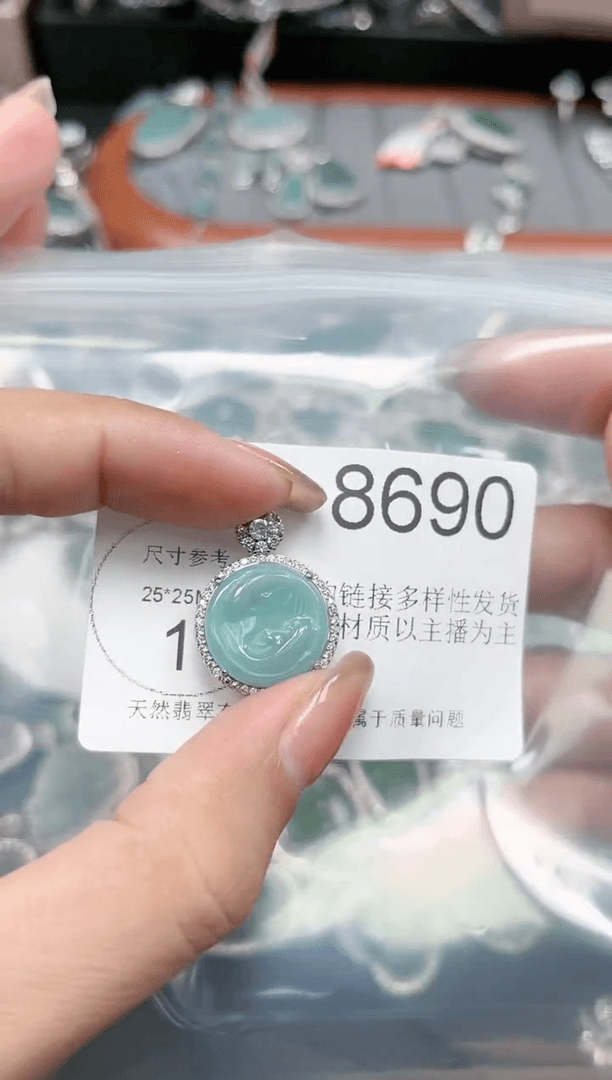 8690
尺寸参考
25*25M
链接多样性发货
1
材质以主播为主
天然翡翠
属于质量问题